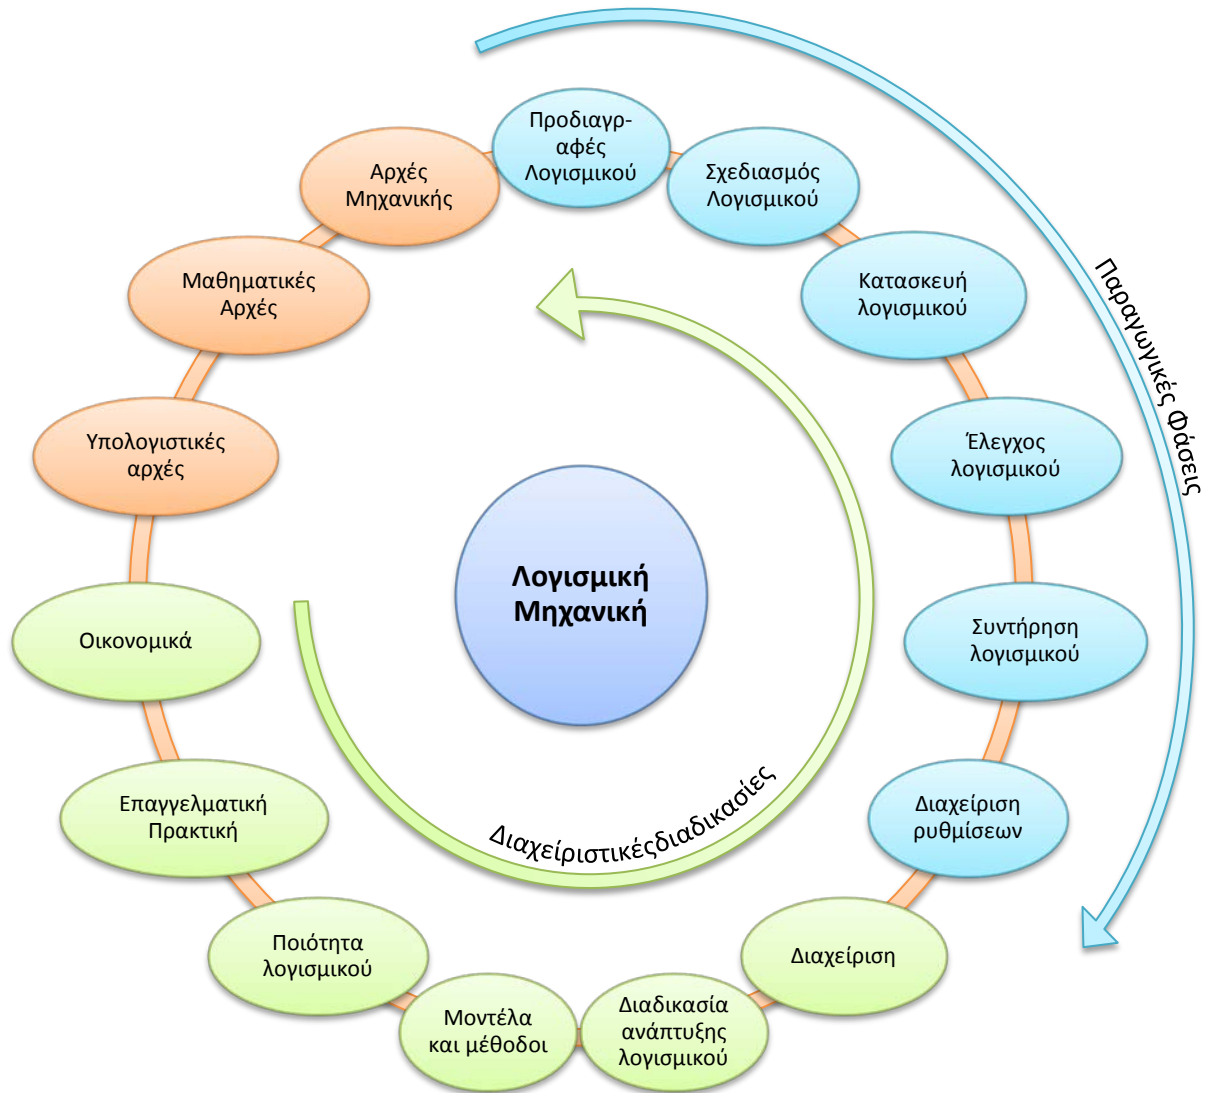 Προδιαγρ-
αφές
Λογισμικού
Σχεδιασμός
Λογισμικού
Κατασκευή
λογισμικού
Έλεγχος
λογισμικού
Συντήρηση
λογισμικού
Διαχείριση
ρυθμίσεων
Διαχείριση
Διαδικασία
ανάπτυξης
λογισμικού
Μοντέλα
και μέθοδοι
Ποιότητα
λογισμικού
Επαγγελματική
Πρακτική
Οικονομικά
Υπολογιστικές
αρχές
Μαθηματικές
Αρχές
Αρχές
Μηχανικής
Παραγωγικές Φάσεις
Λογισμική
Μηχανική
Διαχείριστικέςδιαδικασίες